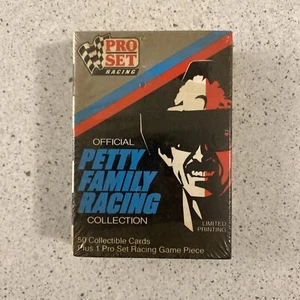 PRO
SET
RACING
OFFICIAL
PETTY
FAMILY
RACING
COLLECTION
LIMITED
PRINTING
50 Collectible Cards
Plus 1 Pro Set Racing Game Piece